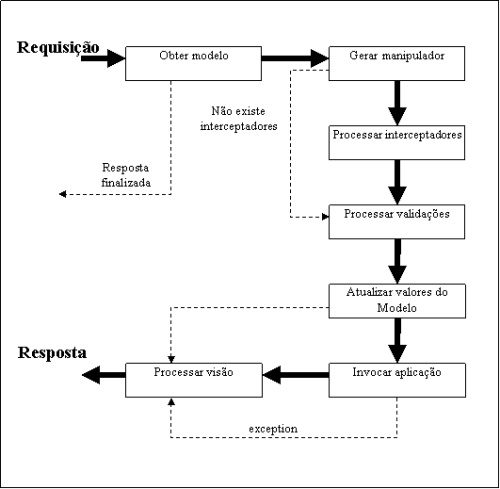 Requisição
Obter modelo
Gerar manipulador
Não existe
interceptadores
Processar interceptadores
Resposta
finalizada
Processar validações
Atualizar valores do
Modelo
Resposta
Processar visão
Invocar aplicação
exception